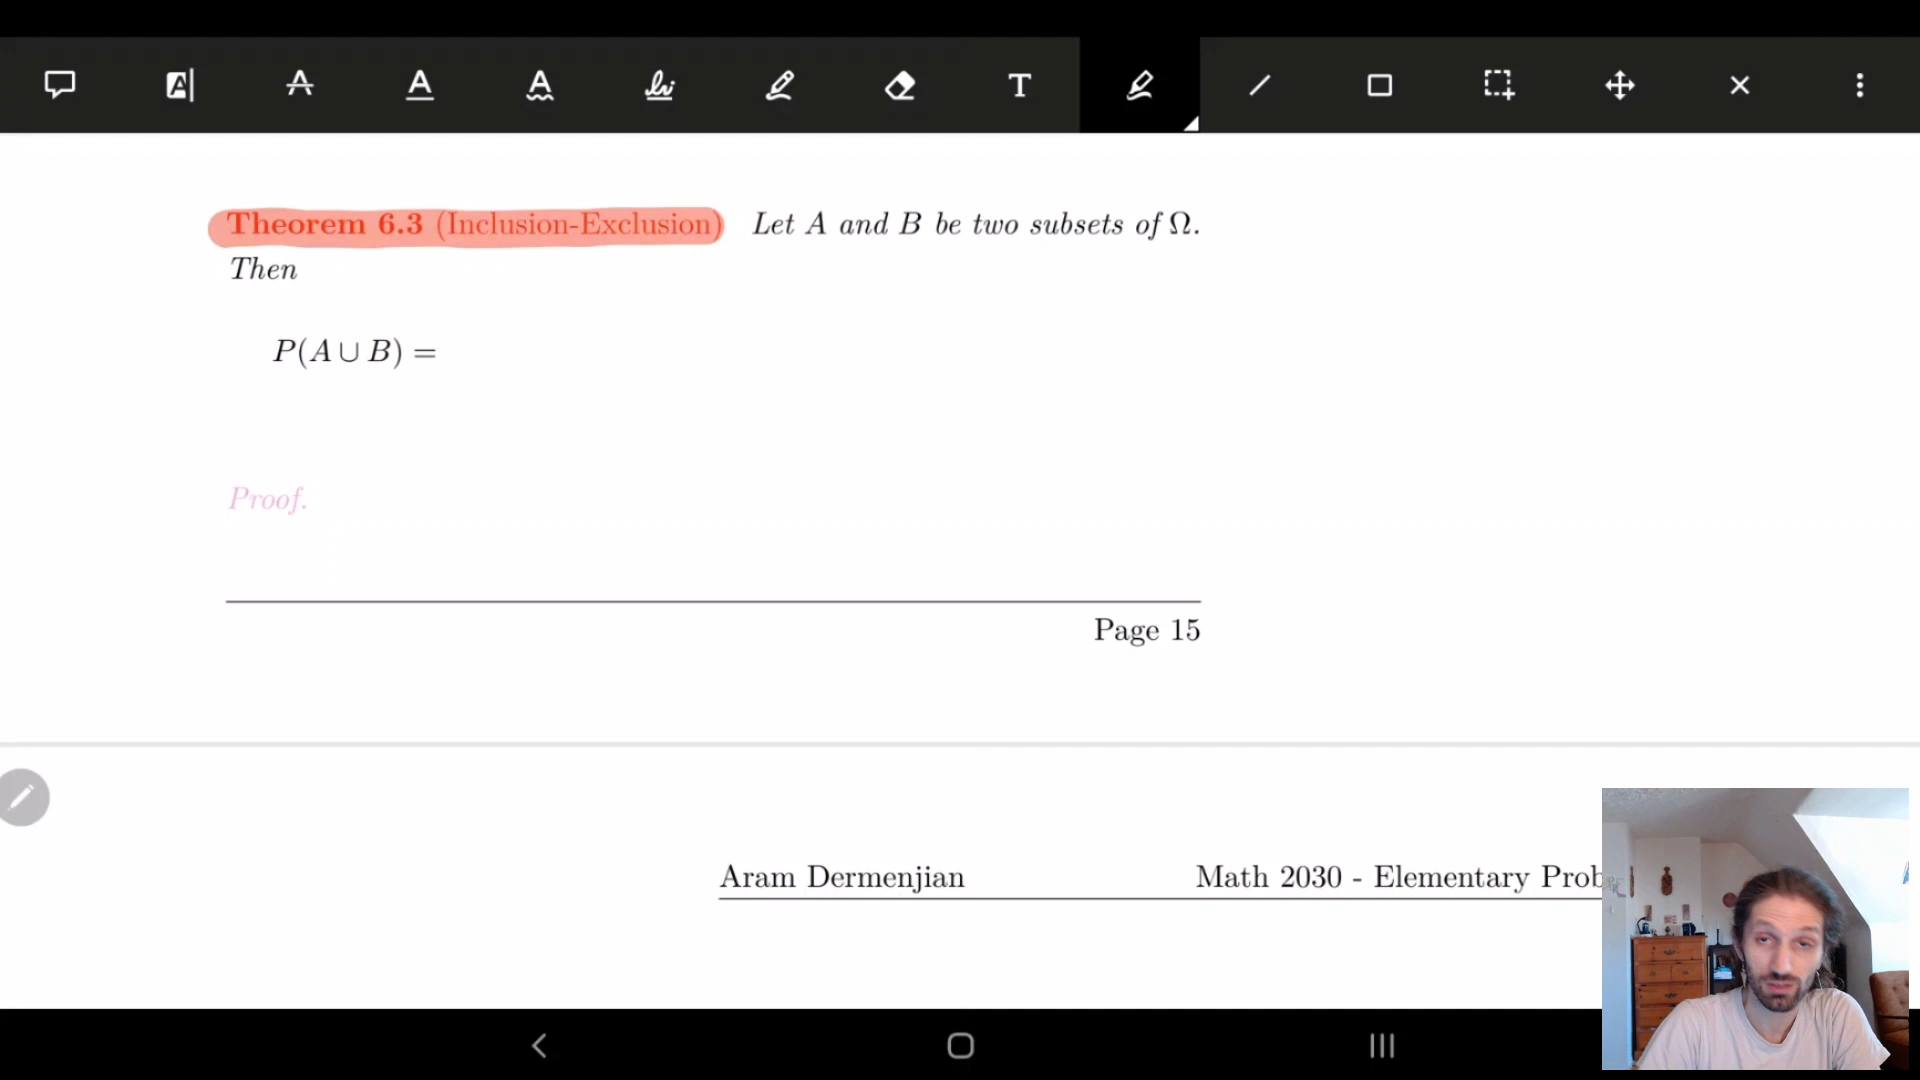 Theorem 6.3 (Inclusion-Exclusion) Let A and B be two subsets of Ω.
Then
P(A ∪ B) =
Proof.
Page 15
Aram Dermenjian Math 2030 - Elementary Prob